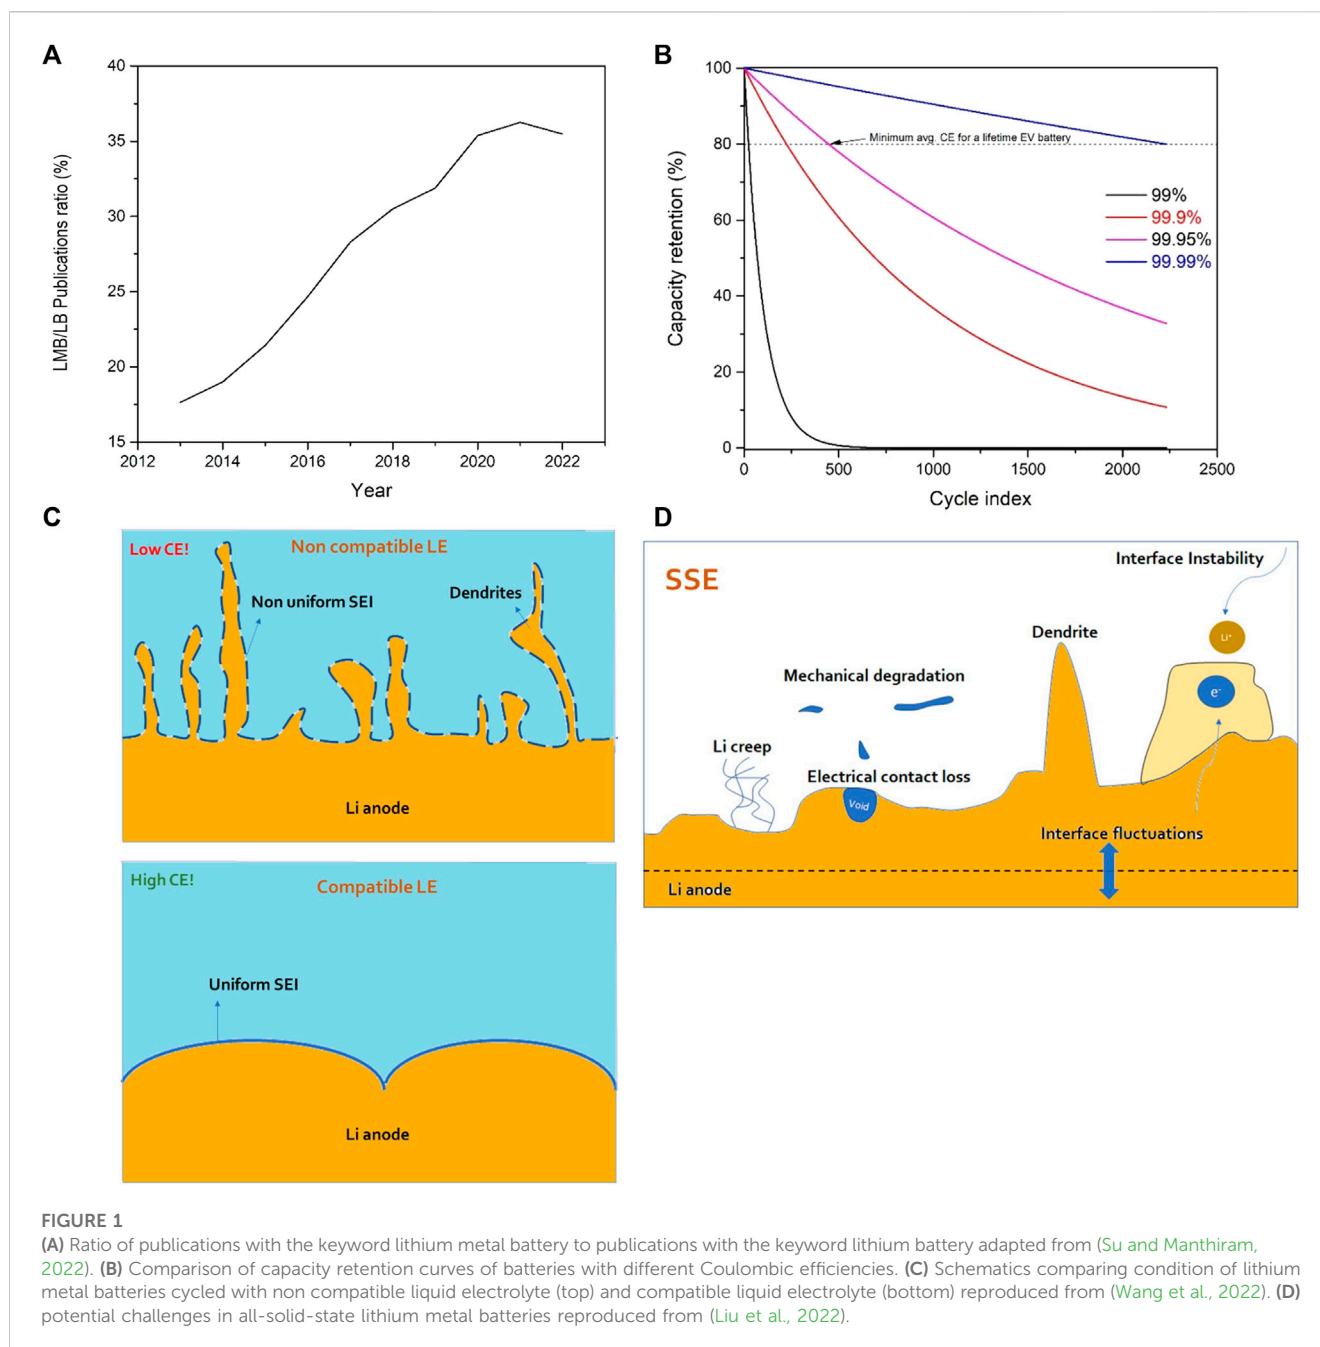 A
40
35
30
25
20
15
2012 2014 2016 2018 2020 2022
Year
LMB/LB Publications ratio (%)
B
100
80
60
40
20
0
0 500 1000 1500 2000 2500
Cycle index
Capacity retention (%)
Minimum avg. CE for a lifetime EV battery
99%
99.9%
99.95%
99.99%
C
Low CE!
Non compatible LE
Non uniform SEI
Dendrites
Li anode
High CE!
Compatible LE
Uniform SEI
Li anode
D
SSE
Interface Instability
Li+
e-
Dendrite
Mechanical degradation
Li creep
Electrical contact loss
Void
Interface fluctuations
Li anode
FIGURE 1
(A) Ratio of publications with the keyword lithium metal battery to publications with the keyword lithium battery adapted from (Su and Manthiram,
2022). (B) Comparison of capacity retention curves of batteries with different Coulombic efficiencies. (C) Schematics comparing condition of lithium
metal batteries cycled with non compatible liquid electrolyte (top) and compatible liquid electrolyte (bottom) reproduced from (Wang et al., 2022). (D)
potential challenges in all-solid-state lithium metal batteries reproduced from (Liu et al., 2022).